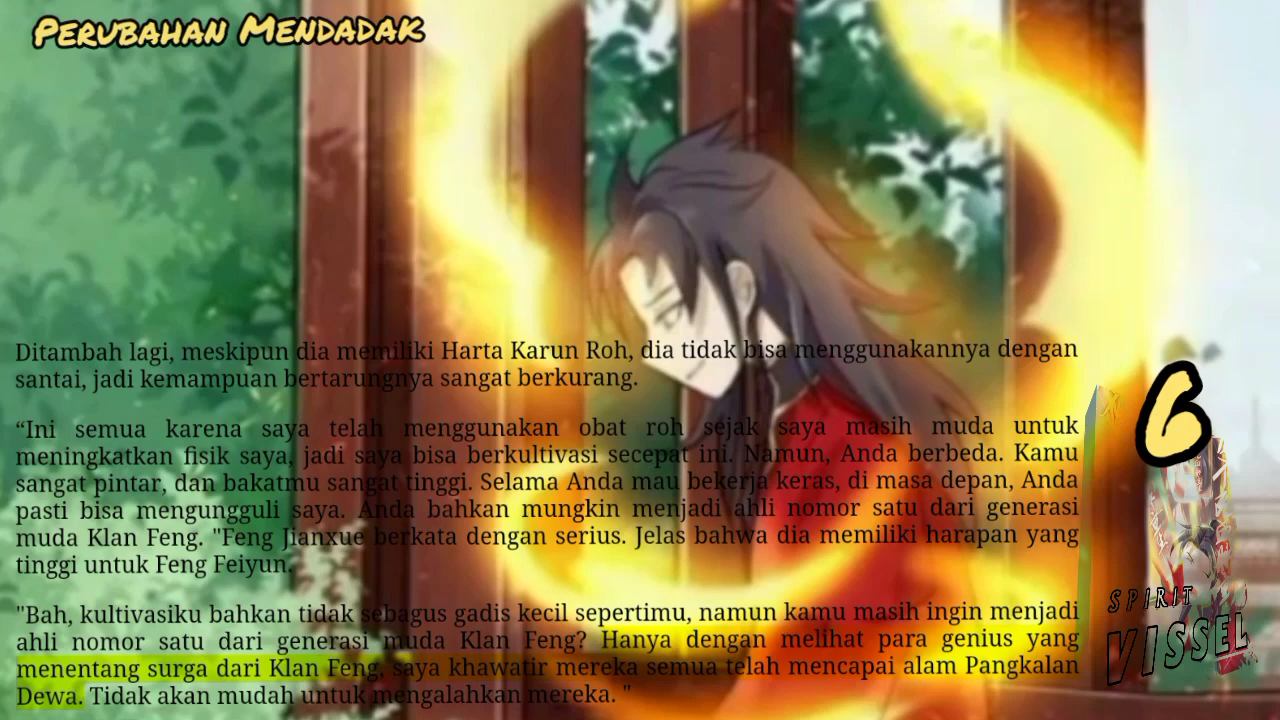 Perubahan Mendadak
Ditambah lagi, meskipun dia memiliki Harta Karun Roh, dia tidak bisa menggunakannya dengan
santai, jadi kemampuan bertarungnya sangat berkurang.
“Ini semua karena saya telah menggunakan obat roh sejak saya masih muda untuk
meningkatkan fisik saya, jadi saya bisa berkultivasi secepat ini. Namun, Anda berbeda. Kamu
sangat pintar, dan bakatmu sangat tinggi. Selama Anda mau bekerja keras, di masa depan, Anda
pasti bisa mengungguli saya. Anda bahkan mungkin menjadi ahli nomor satu dari generasi
muda Klan Feng. "Feng Jianxue berkata dengan serius. Jelas bahwa dia memiliki harapan yang
tinggi untuk Feng Feiyun.
"Bah, kultivasiku bahkan tidak sebagus gadis kecil sepertimu, namun kamu masih ingin menjadi
ahli nomor satu dari generasi muda Klan Feng? Hanya dengan melihat para genius yang
menentang surga dari Klan Feng, saya khawatir mereka semua telah mencapai alam Pangkalan
Dewa. Tidak akan mudah untuk mengalahkan mereka. "
6
SPIRIT
VISSEL